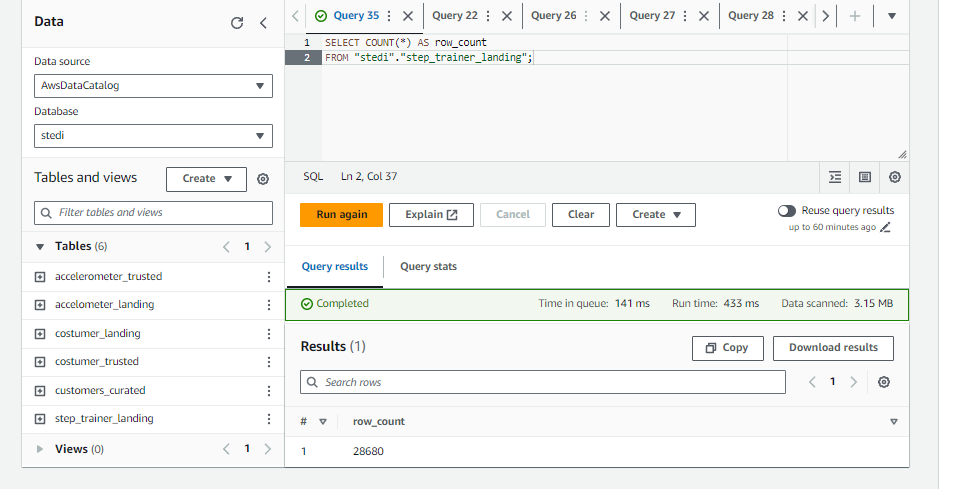 Data
Data source
AwsDataCatalog
Database
stedi
Tables and views
Create
Filter tables and views
Tables (6)
1
accelerometer_trusted
accelometer_landing
costumer_landing
costumer_trusted
customers_curated
step_trainer_landing
Views (0)
1
Query 35
Query 22
Query 26
Query 27
Query 28
1 SELECT COUNT(*) AS row_count
2 FROM "stedi"."step_trainer_landing";
SQL Ln 2, Col 37
Run again
Explain
Cancel
Clear
Create
Reuse query results
up to 60 minutes ago
Query results
Query stats
Completed
Time in queue: 141 ms
Run time: 433 ms
Data scanned: 3.15 MB
Results (1)
Copy
Download results
Search rows
1
# row_count
1 28680